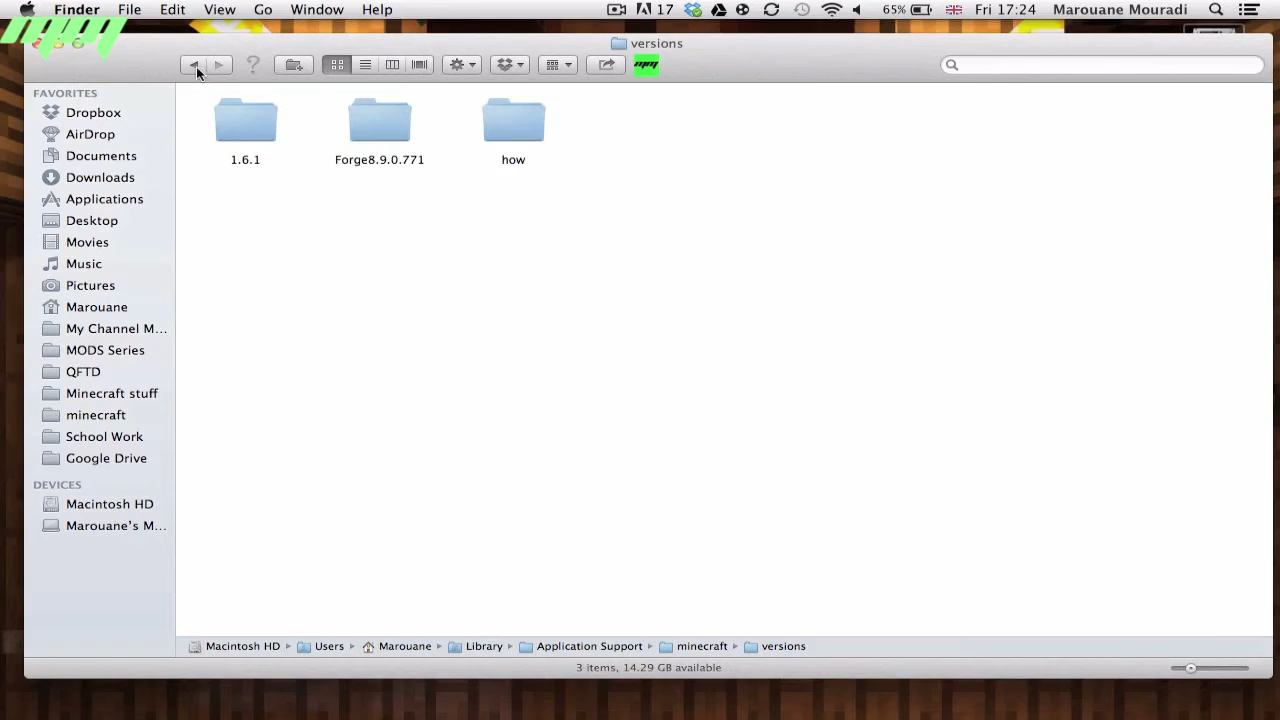 Finder File Edit View Go Window Help 17 65% Fri 17:24 Marouane Mouradi
versions
FAVORITES
Dropbox
AirDrop
Documents
Downloads
Applications
Desktop
Movies
Music
Pictures
Marouane
My Channel M...
MODS Series
QFTD
Minecraft stuff
minecraft
School Work
Google Drive
DEVICES
Macintosh HD
Marouane's M...
1.6.1 Forge8.9.0.771 how
Macintosh HD Users Marouane Library Application Support minecraft versions
3 items, 14.29 GB available